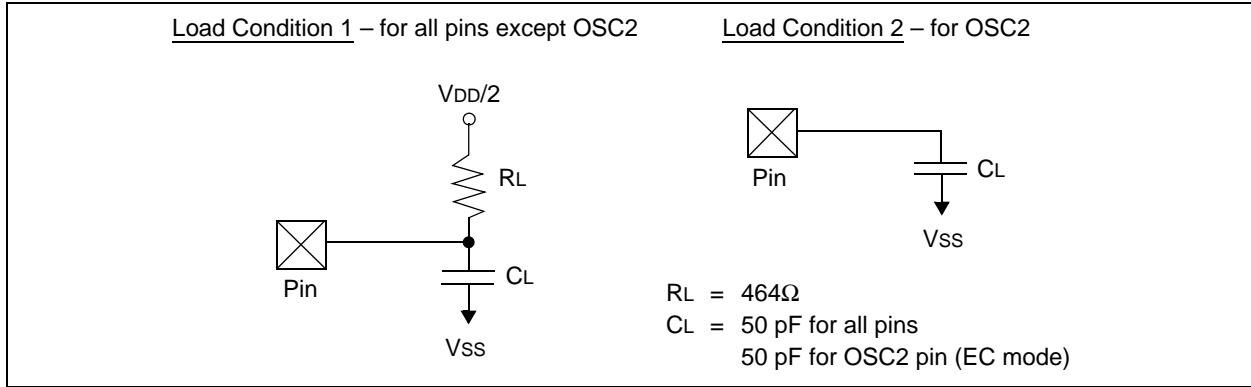 Load Condition 1 – for all pins except OSC2
Load Condition 2 – for OSC2
VDD/2
RL
Pin
CL
VSS
Pin
CL
VSS
RL = 464Ω
CL = 50 pF for all pins
50 pF for OSC2 pin (EC mode)